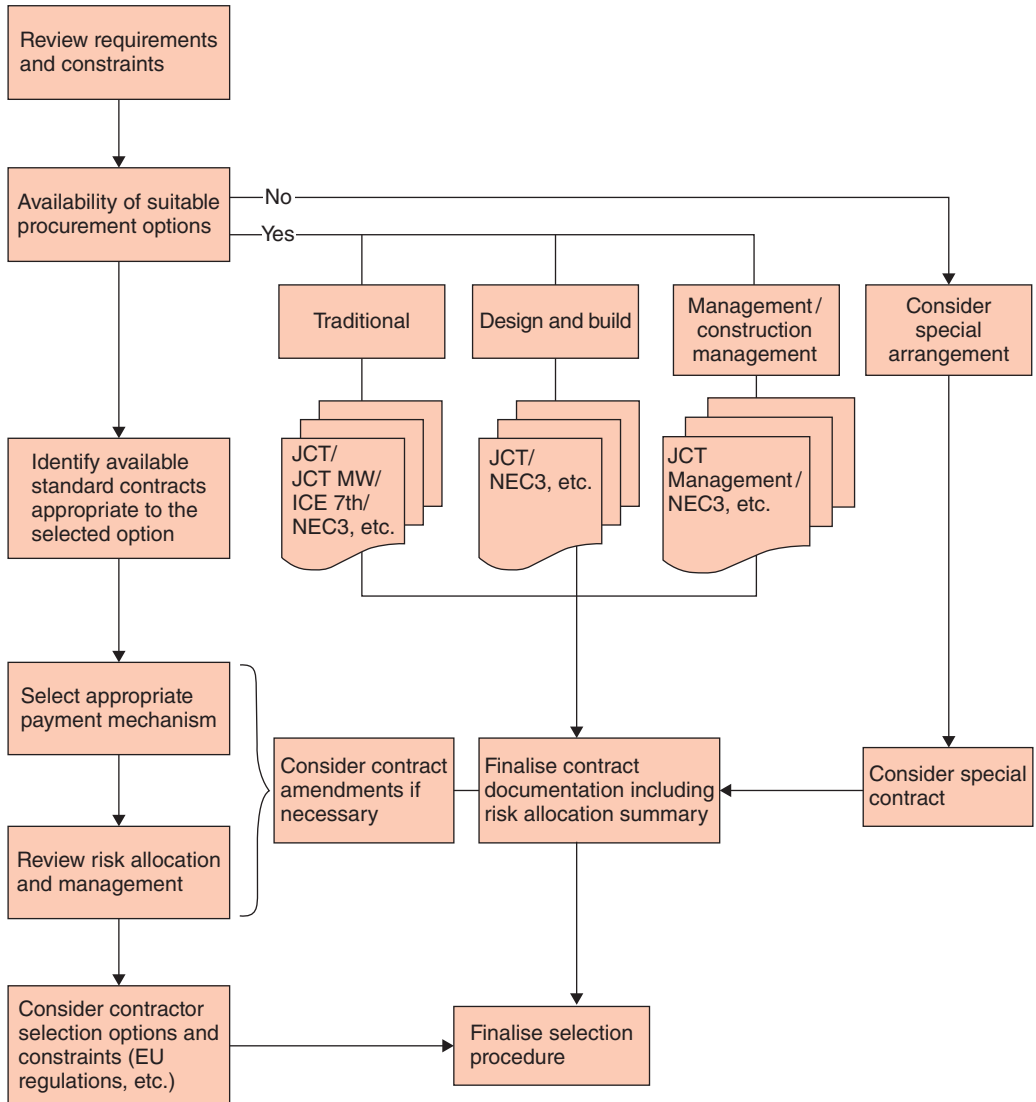 Review requirements
and constraints
Availability of suitable
procurement options
No
Yes
Traditional
Design and build
Management/
construction
management
Consider
special
arrangement
JCT/
JCT MW/
ICE 7th/
NEC3, etc.
JCT/
NEC3, etc.
JCT
Management/
NEC3, etc.
Identify available
standard contracts
appropriate to the
selected option
Select appropriate
payment mechanism
Consider contract
amendments if
necessary
Finalise contract
documentation including
risk allocation summary
Consider special
contract
Review risk allocation
and management
Consider contractor
selection options and
constraints (EU
regulations, etc.)
Finalise selection
procedure